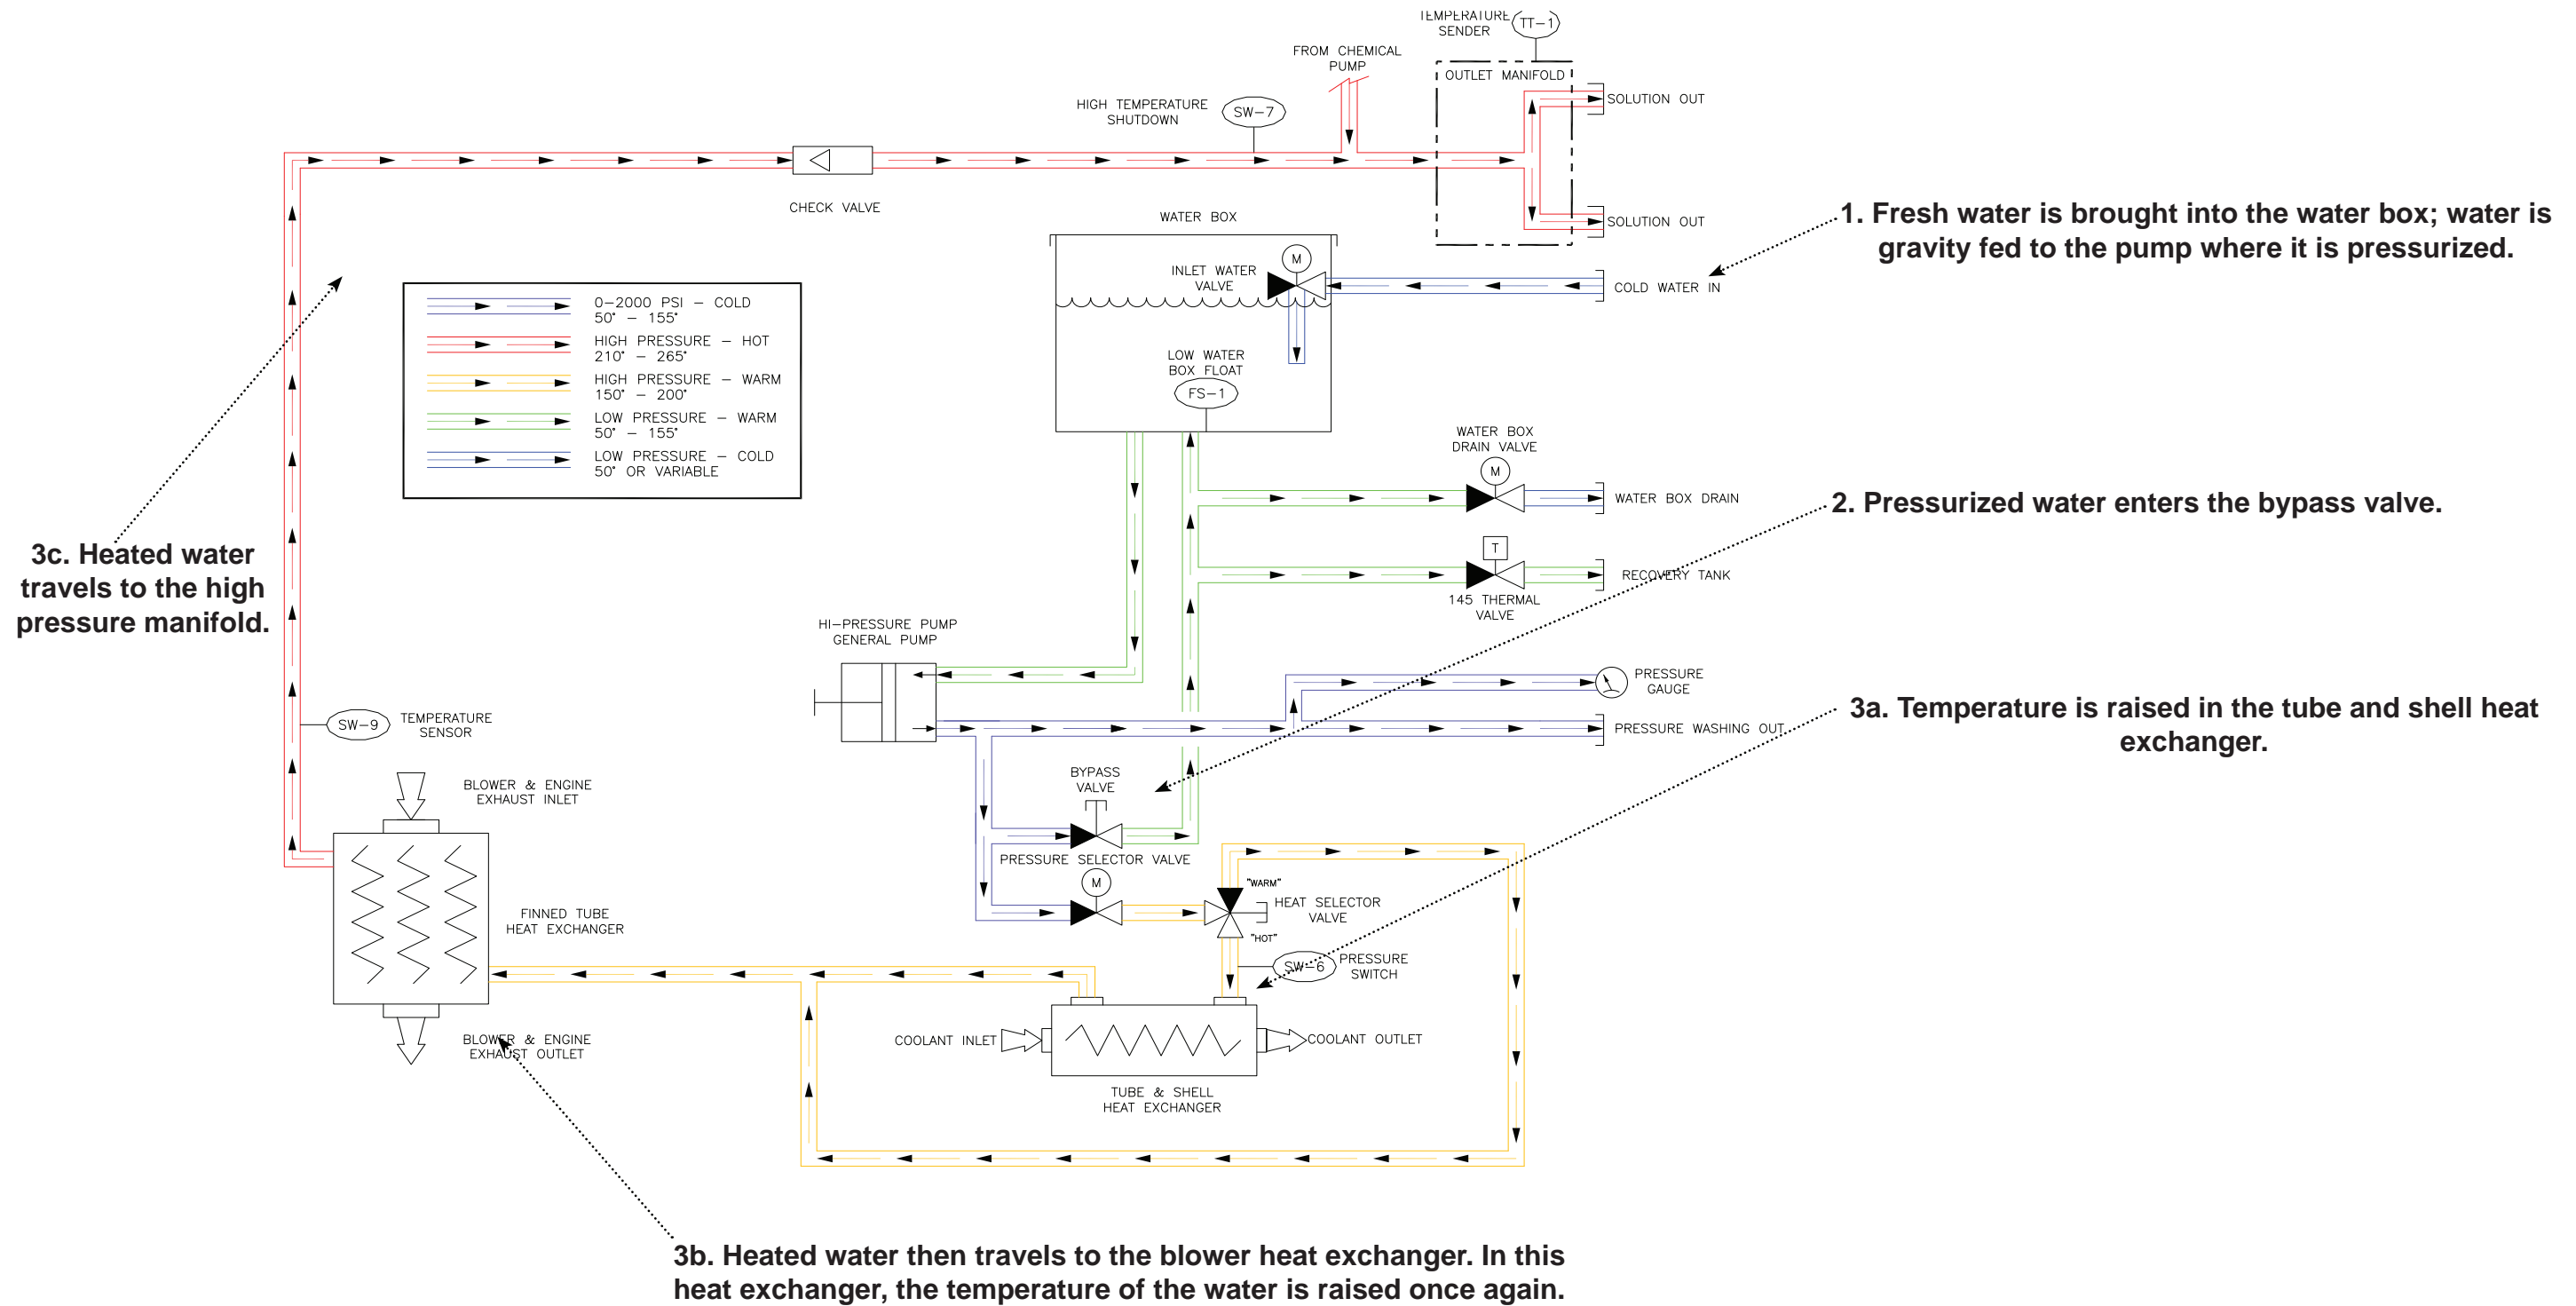 TEMPERATURE
SENDER
TT-1
FROM CHEMICAL
PUMP
OUTLET MANIFOLD
HIGH TEMPERATURE
SHUTDOWN
SW-7
SOLUTION OUT
CHECK VALVE
SOLUTION OUT
WATER BOX
1. Fresh water is brought into the water box; water is
gravity fed to the pump where it is pressurized.
M
INLET WATER
VALVE
COLD WATER IN
0-2000 PSI - COLD
50° - 155°
HIGH PRESSURE - HOT
210° - 265°
HIGH PRESSURE - WARM
150° - 200°
LOW PRESSURE - WARM
50° - 155°
LOW PRESSURE - COLD
50° OR VARIABLE
LOW WATER
BOX FLOAT
FS-1
WATER BOX
DRAIN VALVE
M
WATER BOX DRAIN
2. Pressurized water enters the bypass valve.
3c. Heated water
travels to the high
pressure manifold.
T
RECOVERY TANK
145 THERMAL
VALVE
HI-PRESSURE PUMP
GENERAL PUMP
PRESSURE
GAUGE
SW-9
TEMPERATURE
SENSOR
PRESSURE WASHING OUT
3a. Temperature is raised in the tube and shell heat
exchanger.
BLOWER & ENGINE
EXHAUST INLET
BYPASS
VALVE
PRESSURE SELECTOR VALVE
M
"WARM"
HEAT SELECTOR
VALVE
"HOT"
FINNED TUBE
HEAT EXCHANGER
SW-6
PRESSURE
SWITCH
BLOWER & ENGINE
EXHAUST OUTLET
COOLANT INLET
COOLANT OUTLET
TUBE & SHELL
HEAT EXCHANGER
3b. Heated water then travels to the blower heat exchanger. In this
heat exchanger, the temperature of the water is raised once again.